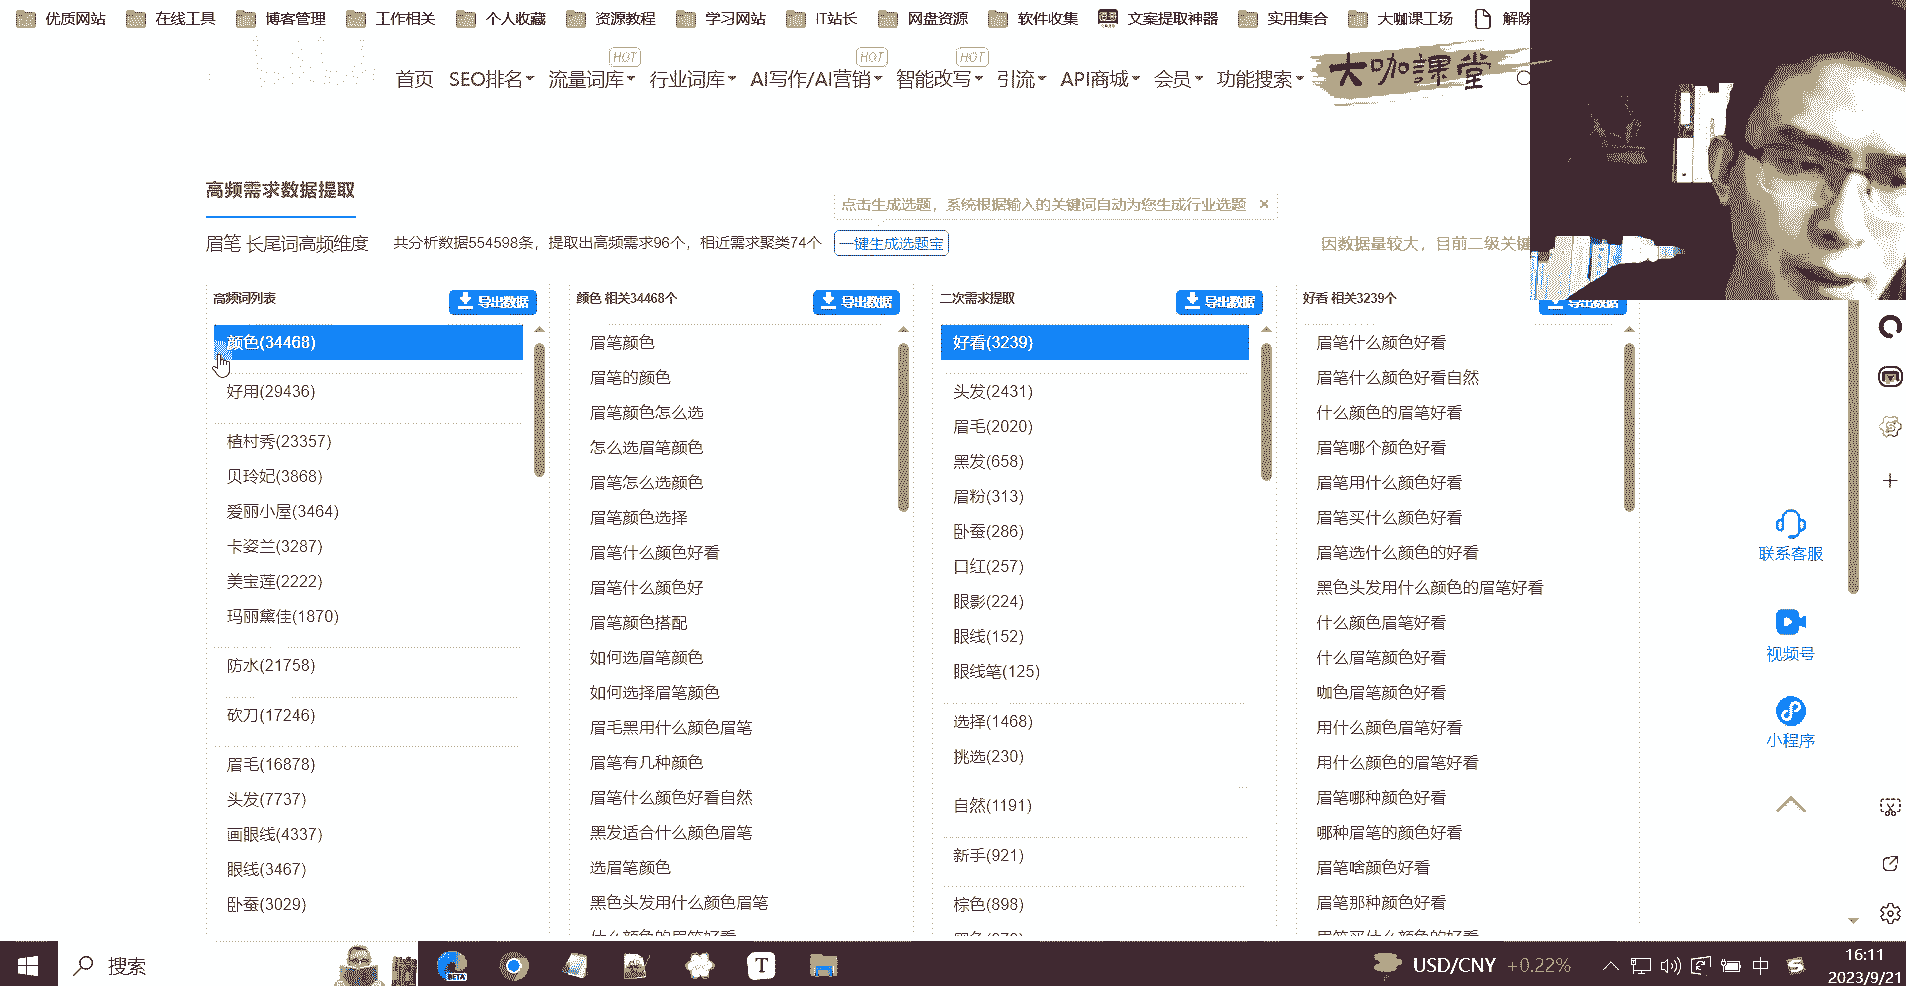 优质网站 在线工具 博客管理 工作相关 个人收藏 资源教程 学习网站 IT站长 网盘资源 软件收集 文案提取神器 实用集合 大咖课工场 解除
HOT HOT HOT
首页 SEO排名 流量词库 行业词库 AI写作/AI营销 智能改写 引流 API商城 会员 功能搜索 大咖課堂
高频需求数据提取
点击生成选题，系统根据输入的关键词自动为您生成行业选题 ×
眉笔 长尾词高频维度 共分析数据554598条，提取出高频需求96个，相近需求聚类74个 一键生成选题宝 因数据量较大，目前二级关键
高频词列表 导出数据
颜色(34468)
好用(29436)
植村秀(23357)
贝玲妃(3868)
爱丽小屋(3464)
卡姿兰(3287)
美宝莲(2222)
玛丽黛佳(1870)
防水(21758)
砍刀(17246)
眉毛(16878)
头发(7737)
画眼线(4337)
眼线(3467)
卧蚕(3029)
颜色 相关34468个 导出数据
眉笔颜色
眉笔的颜色
眉笔颜色怎么选
怎么选眉笔颜色
眉笔怎么选颜色
眉笔颜色选择
眉笔什么颜色好看
眉笔什么颜色好
眉笔颜色搭配
如何选眉笔颜色
如何选择眉笔颜色
眉毛黑用什么颜色眉笔
眉笔有几种颜色
眉笔什么颜色好看自然
黑发适合什么颜色眉笔
选眉笔颜色
黑色头发用什么颜色眉笔
什么颜色的眉笔好看
二次需求提取 导出数据
好看(3239)
头发(2431)
眉毛(2020)
黑发(658)
眉粉(313)
卧蚕(286)
口红(257)
眼影(224)
眼线(152)
眼线笔(125)
选择(1468)
挑选(230)
自然(1191)
新手(921)
棕色(898)
好看 相关3239个 导出数据
眉笔什么颜色好看
眉笔什么颜色好看自然
什么颜色的眉笔好看
眉笔哪个颜色好看
眉笔用什么颜色好看
眉笔买什么颜色好看
眉笔选什么颜色的好看
黑色头发用什么颜色的眉笔好看
什么颜色眉笔好看
什么眉笔颜色好看
咖色眉笔颜色好看
用什么颜色眉笔好看
用什么颜色的眉笔好看
眉笔哪种颜色好看
哪种眉笔的颜色好看
眉笔啥颜色好看
眉笔那种颜色好看
眉笔买什么颜色的好看
联系客服
视频号
小程序
搜索 BETA T USD/CNY +0.22% 中 16:11
2023/9/21